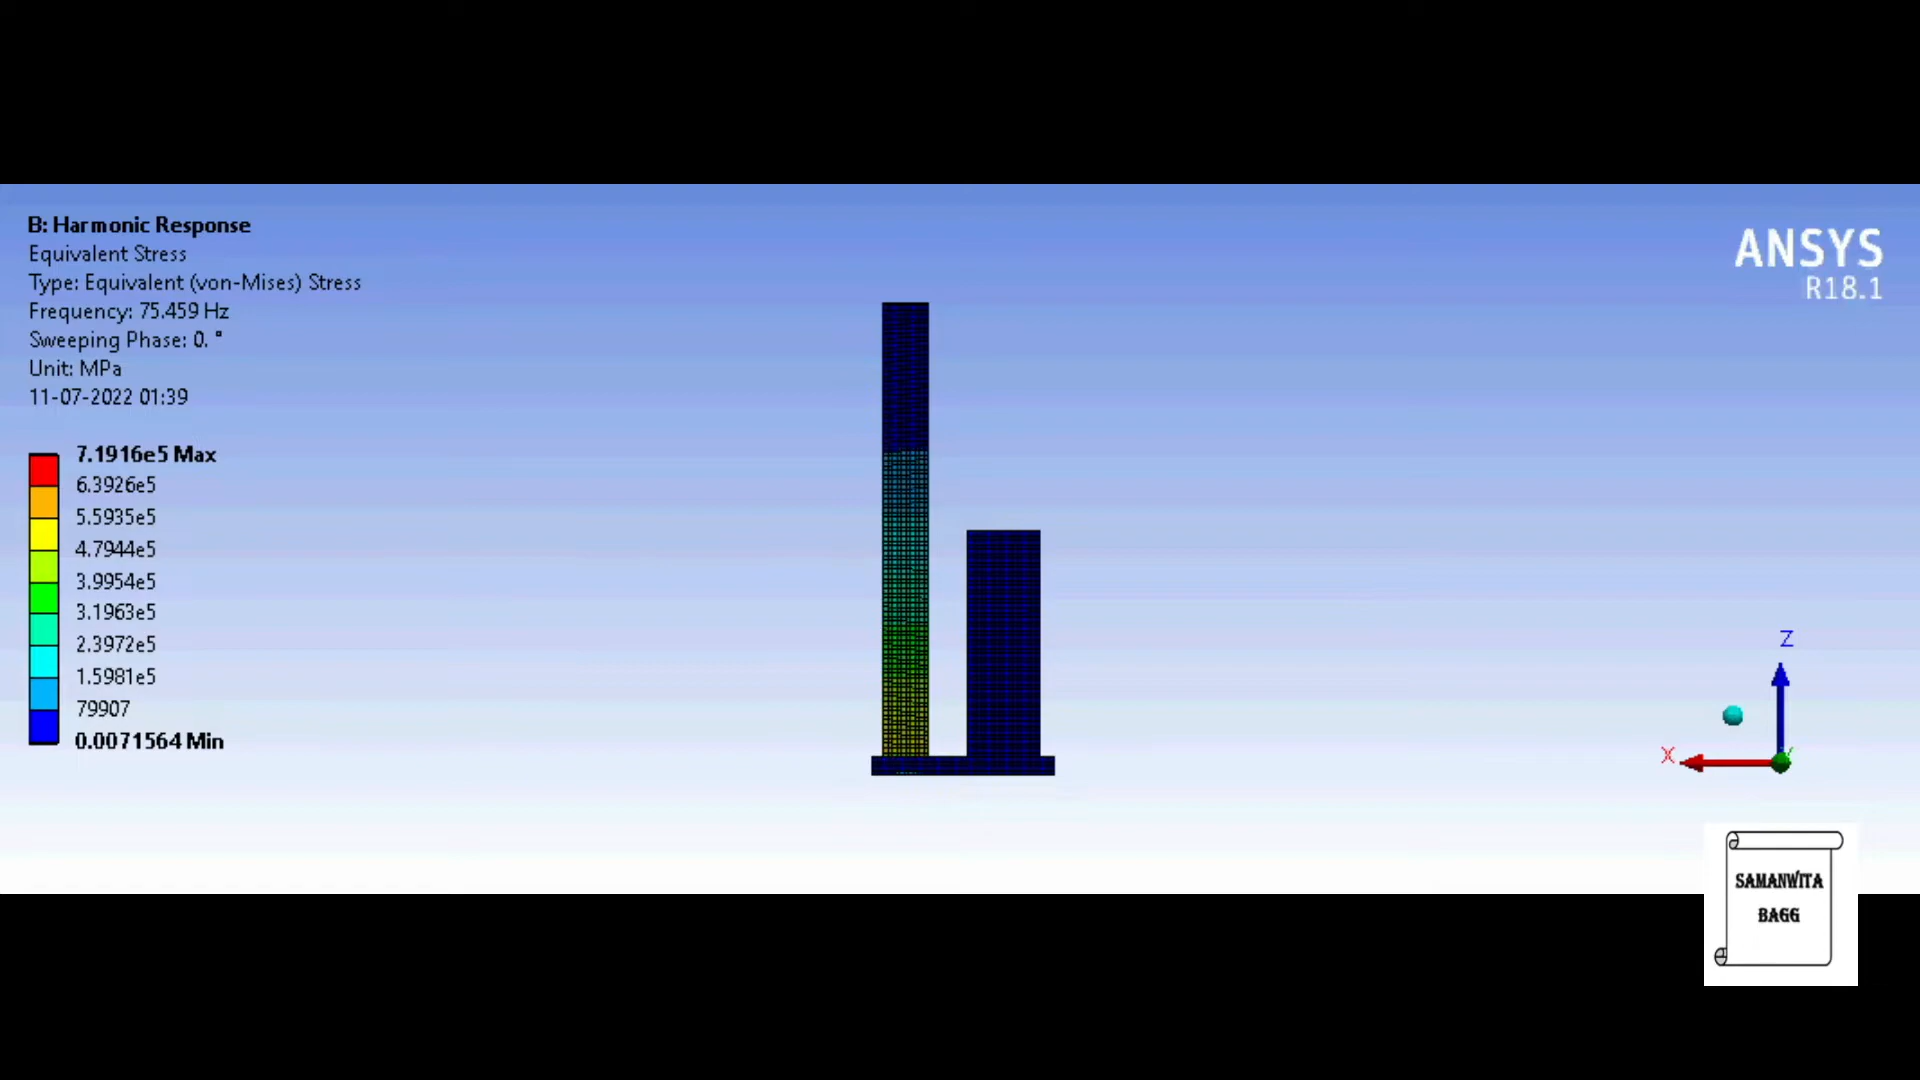 B: Harmonic Response
Equivalent Stress
Type: Equivalent (von-Mises) Stress
Frequency: 75.459 Hz
Sweeping Phase: 0. °
Unit: MPa
11-07-2022 01:39
7.1916e5 Max
6.3926e5
5.5935e5
4.7944e5
3.9954e5
3.1963e5
2.3972e5
1.5981e5
79907
0.0071564 Min
ANSYS
R18.1
Z
X
Y
SAMANWITA
BAGG